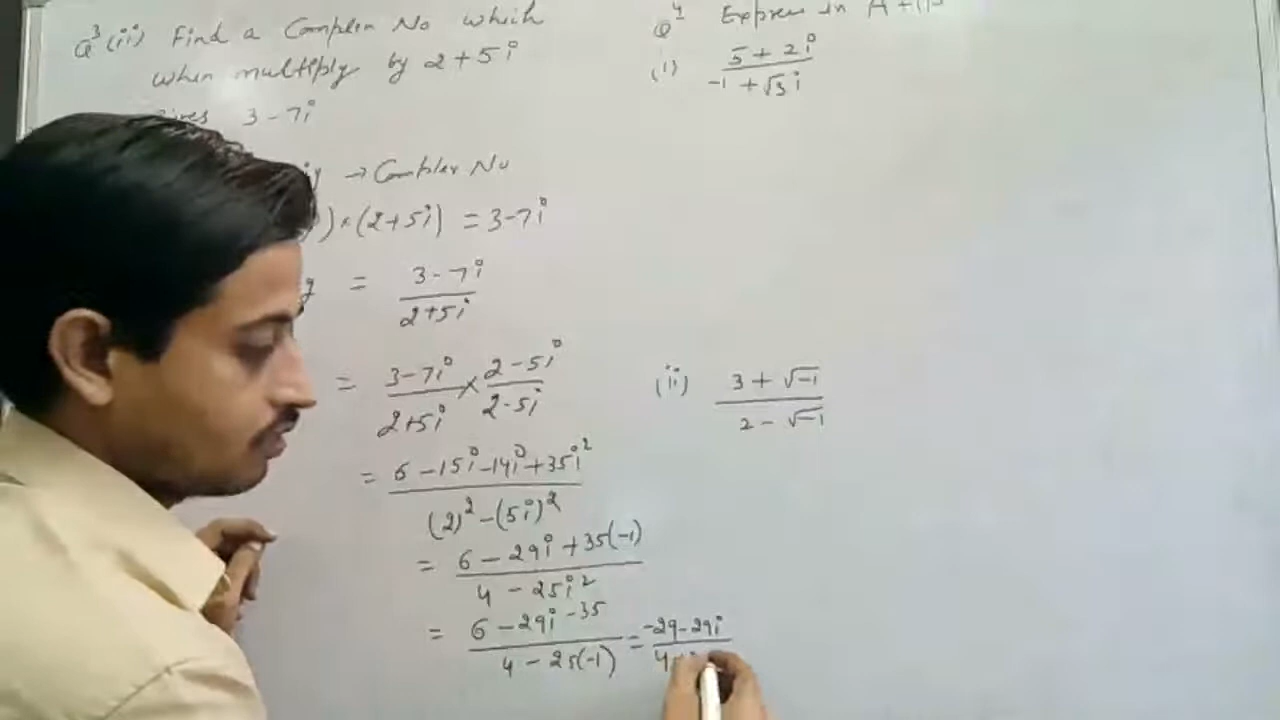 Q3 (ii) Find a Complex No which
when multiply by 2+5i
gives 3-7i
→ Complex No
) × (2+5i) = 3-7i
y = 3-7i / 2+5i
= 3-7i / 2+5i × 2-5i / 2-5i
= 6-15i-14i+35i² / (2)²-(5i)²
= 6-29i+35(-1) / 4-25i²
= 6-29i-35 / 4-25(-1) = -29-29i / 4
Q4 Express in A+
(i) 5+2i / -1+√3i
(ii) 3+√-1 / 2-√-1